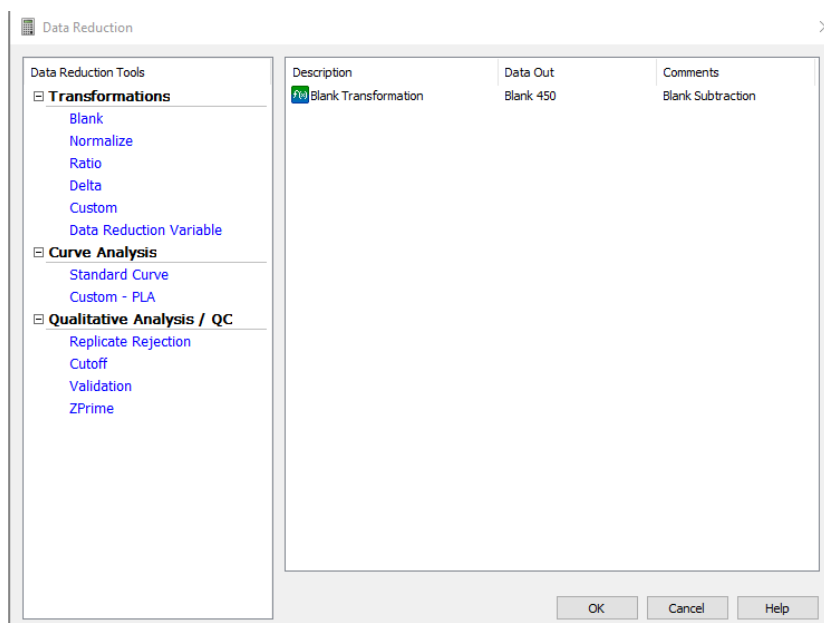 Data Reduction
Data Reduction Tools
Transformations
Blank
Normalize
Ratio
Delta
Custom
Data Reduction Variable
Curve Analysis
Standard Curve
Custom - PLA
Qualitative Analysis / QC
Replicate Rejection
Cutoff
Validation
ZPrime
Description Data Out Comments
f(x) Blank Transformation Blank 450 Blank Subtraction
OK Cancel Help